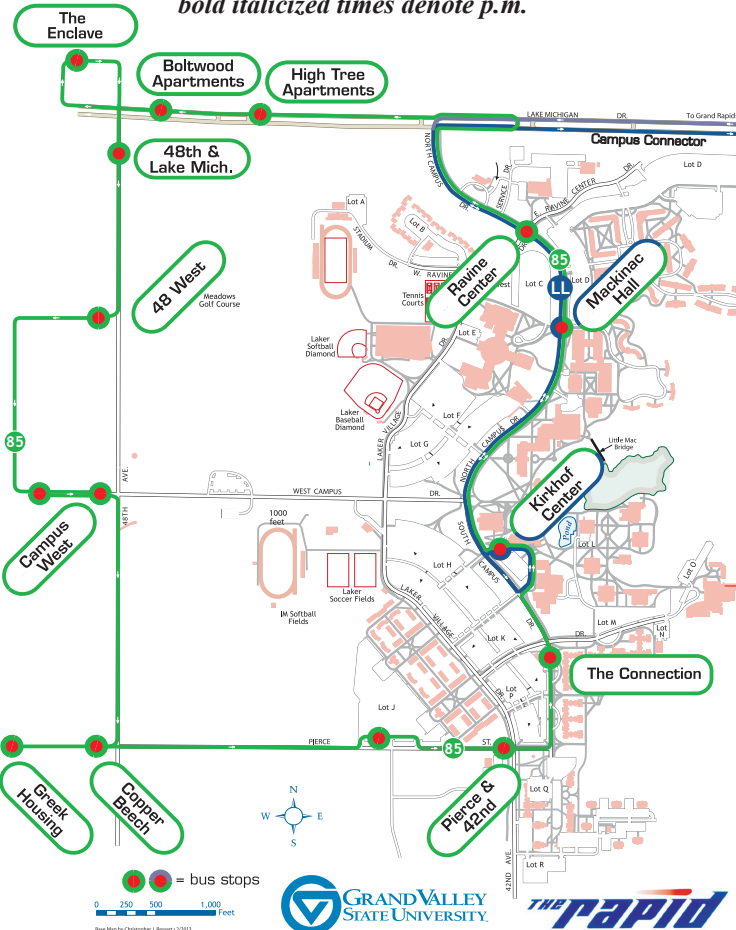 bold italicized times denote p.m.
The
Enclave
Boltwood
Apartments
High Tree
Apartments
LAKE MICHIGAN
DR.
To Grand Rapids
Campus Connector
48th &
Lake Mich.
NORTH CAMPUS
DR.
SERVICE DR
E. RAVINE CENTER DR.
Lot D
Lot A
Lot B
STADIUM
DR.
W. RAVINE
85
48 West
Meadows
Golf Course
Ravine
Center
Lot C
Lot D
LL
Mackinac
Hall
Tennis
Courts
Lot E
Laker
Softball
Diamond
DR.
Laker
Baseball
Diamond
LAKER VILLAGE
Lot F
Lot G
NORTH CAMPUS DR.
85
Little Mac
Bridge
Kirkhof
Center
AVE.
48TH
WEST CAMPUS
DR.
Campus
West
1000
feet
SOUTH CAMPUS
DR.
Pond
Lot L
Lot H
Lot O
Laker
Soccer Fields
IM Softball
Fields
LAKER VILLAGE
DR.
Lot K
DR.
Lot M
Lot
N
The Connection
Lot
P
Lot J
PIERCE
85
ST.
Greek
Housing
Copper
Beech
Pierce &
42nd
Lot Q
N
W
E
S
42ND AVE.
Lot R
= bus stops
0 250 500 1,000
Feet
GRAND VALLEY
STATE UNIVERSITY
THE rapid